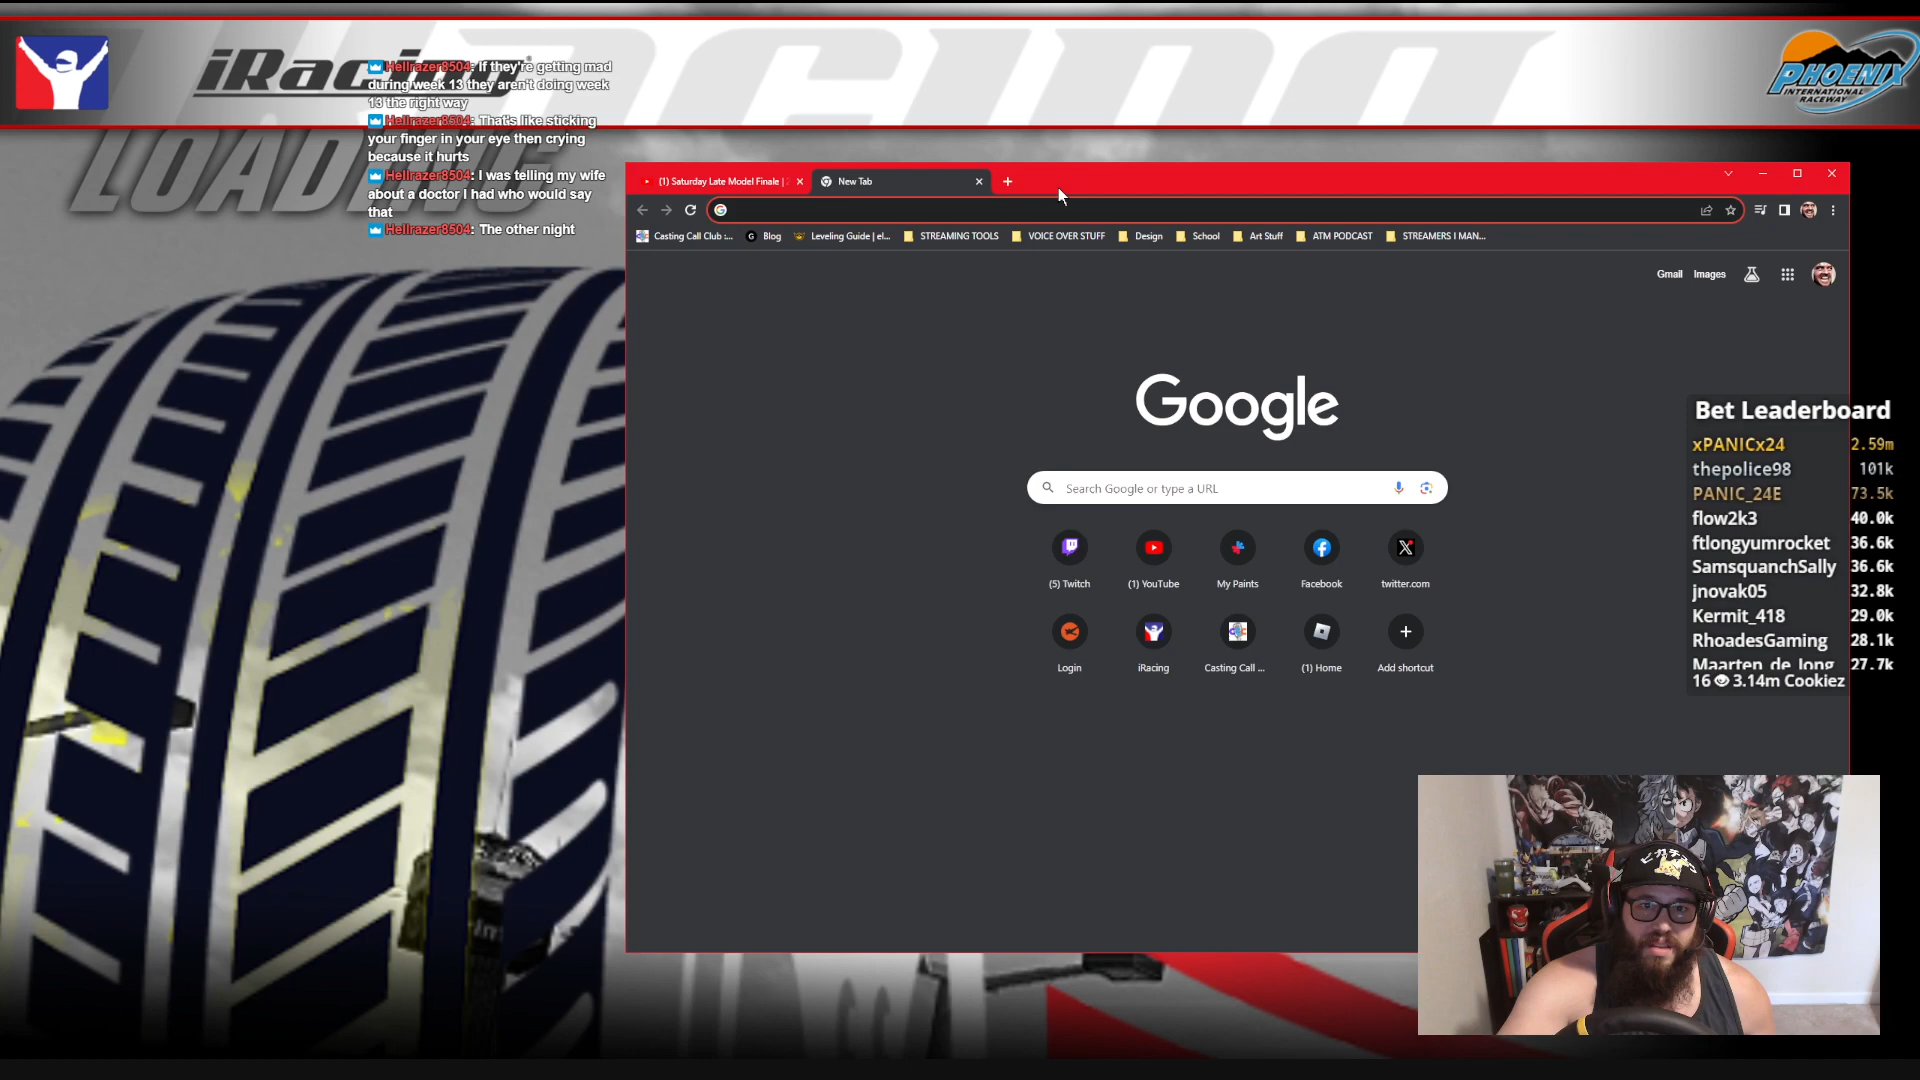 iRacing
PHOENIX
INTERNATIONAL
RACEWAY
LOADING
Hellrazer8504: If they're getting mad
during week 13 they aren't doing week
13 the right way
Hellrazer8504: That's like sticking
your finger in your eye then crying
because it hurts
Hellrazer8504: I was telling my wife
about a doctor I had who would say
that
Hellrazer8504: The other night
(1) Saturday Late Model Finale |
New Tab
Casting Call Club :...
Blog
Leveling Guide | el...
STREAMING TOOLS
VOICE OVER STUFF
Design
School
Art Stuff
ATM PODCAST
STREAMERS I MAN...
Gmail
Images
Google
Search Google or type a URL
(5) Twitch
(1) YouTube
My Paints
Facebook
twitter.com
Login
iRacing
Casting Call ...
(1) Home
Add shortcut
Bet Leaderboard
xPANICx24 2.59m
thepolice98 101k
PANIC_24E 73.5k
flow2k3 40.0k
ftlongyumrocket 36.6k
SamsquanchSally 36.6k
jnovak05 32.8k
Kermit_418 29.0k
RhoadesGaming 28.1k
Maarten_de_Jong 27.7k
16 3.14m Cookiez
ピカチュウ